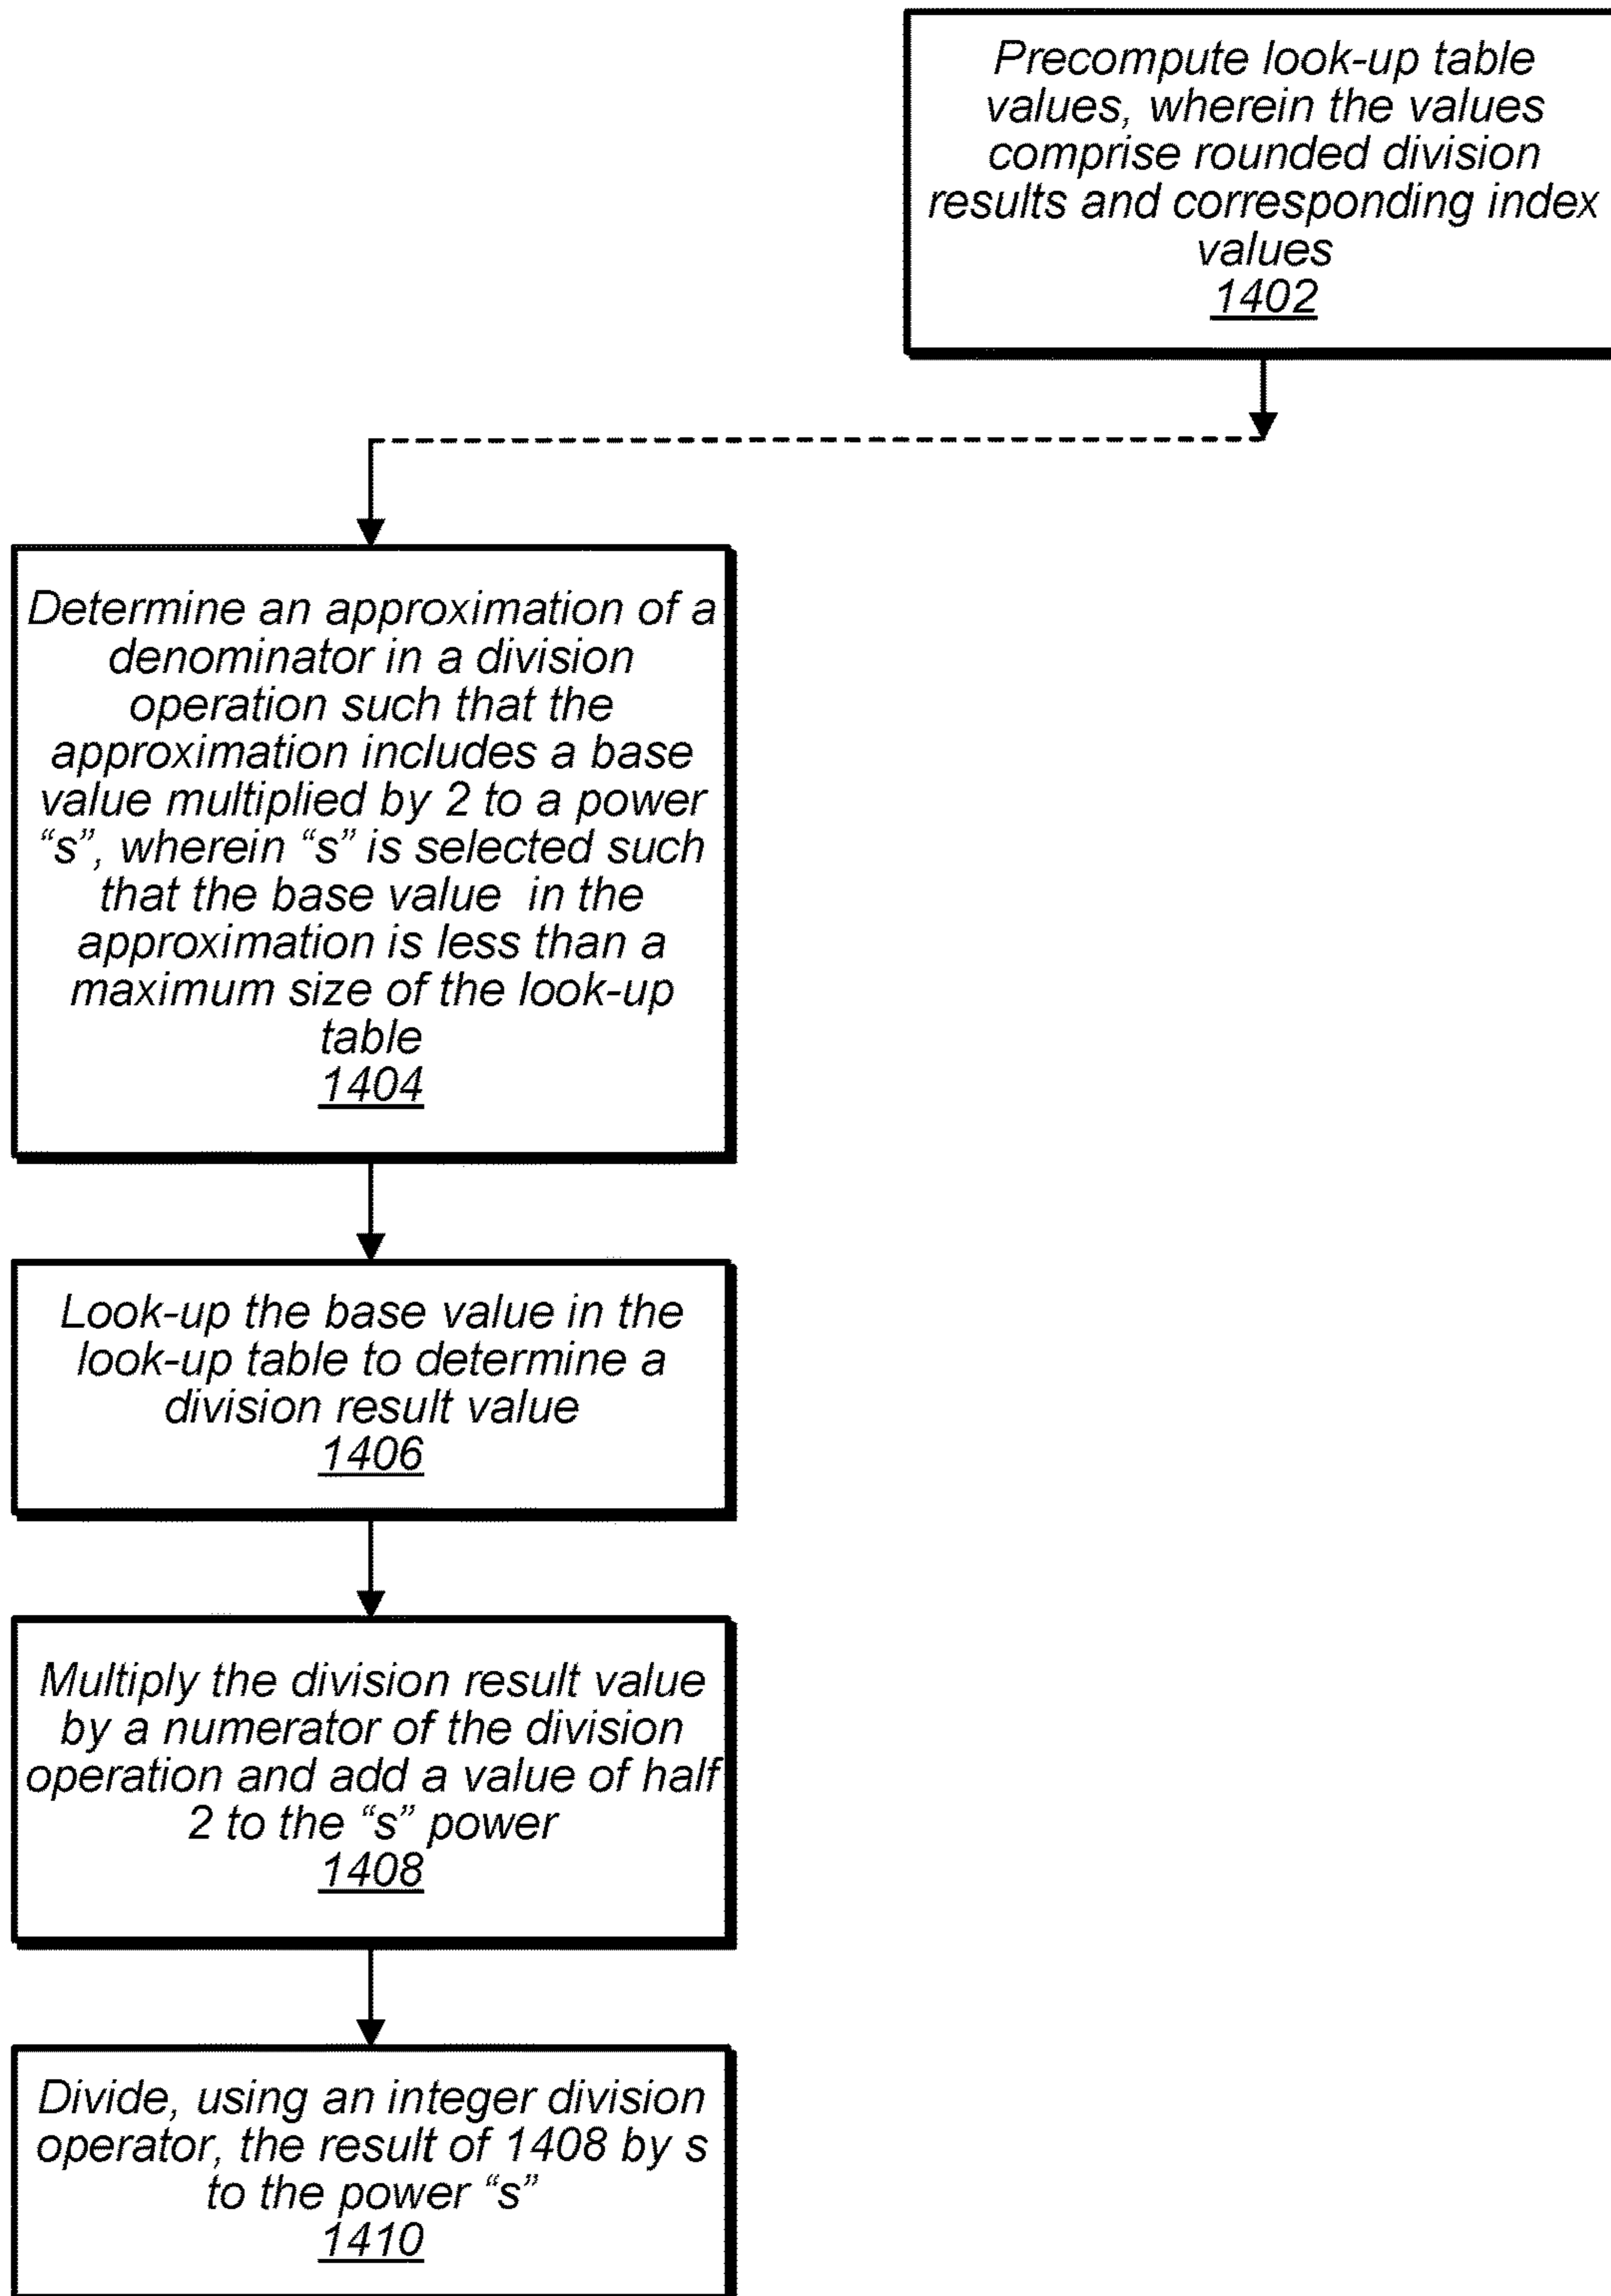 Precompute look-up table
values, wherein the values
comprise rounded division
results and corresponding index
values
1402
Determine an approximation of a
denominator in a division
operation such that the
approximation includes a base
value multiplied by 2 to a power
“s”, wherein “s” is selected such
that the base value in the
approximation is less than a
maximum size of the look-up
table
1404
Look-up the base value in the
look-up table to determine a
division result value
1406
Multiply the division result value
by a numerator of the division
operation and add a value of half
2 to the “s” power
1408
Divide, using an integer division
operator, the result of 1408 by s
to the power “s”
1410